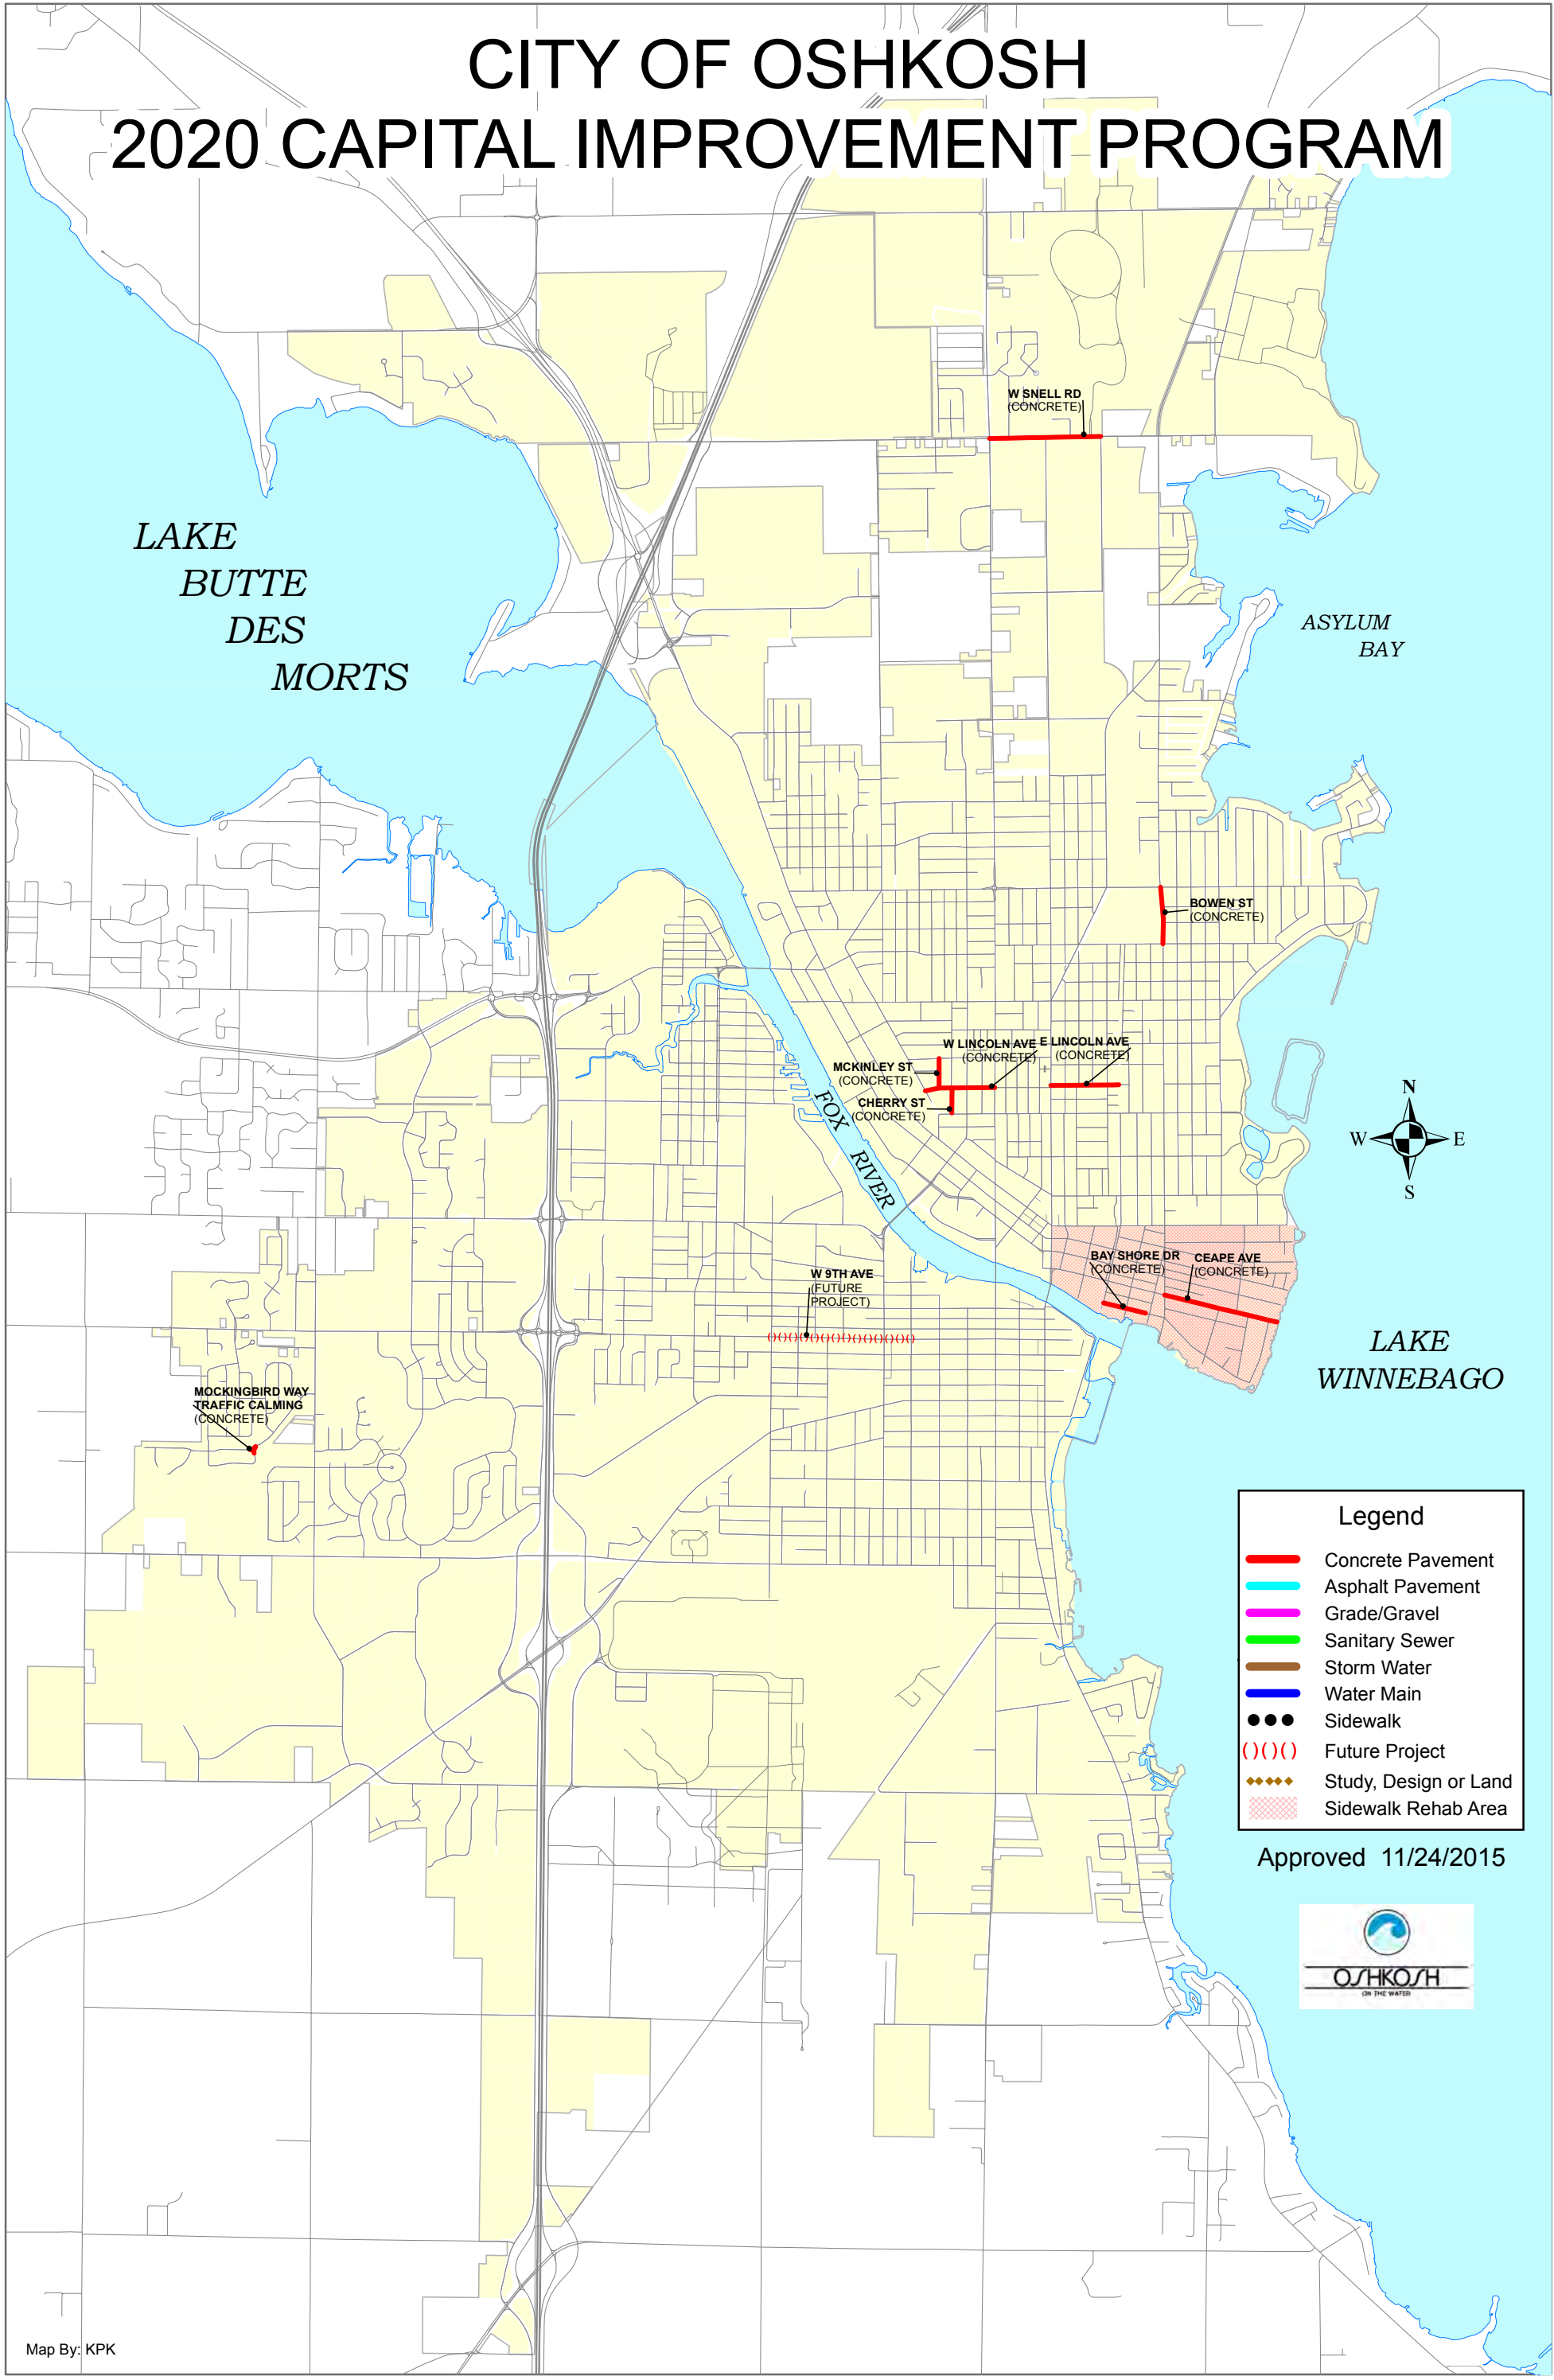 CITY OF OSHKOSH
2020 CAPITAL IMPROVEMENT PROGRAM
W SNELL RD
(CONCRETE)
LAKE
BUTTE
DES
MORTS
ASYLUM
BAY
BOWEN ST
(CONCRETE)
W LINCOLN AVE
(CONCRETE)
E LINCOLN AVE
(CONCRETE)
MCKINLEY ST
(CONCRETE)
CHERRY ST
(CONCRETE)
FOX RIVER
N
W E
S
BAY SHORE DR
(CONCRETE)
CEAPE AVE
(CONCRETE)
W 9TH AVE
(FUTURE
PROJECT)
LAKE
WINNEBAGO
MOCKINGBIRD WAY
TRAFFIC CALMING
(CONCRETE)
Legend
Concrete Pavement
Asphalt Pavement
Grade/Gravel
Sanitary Sewer
Storm Water
Water Main
Sidewalk
()()() Future Project
Study, Design or Land
Sidewalk Rehab Area
Approved 11/24/2015
OSHKOSH
ON THE WATER
Map By: KPK